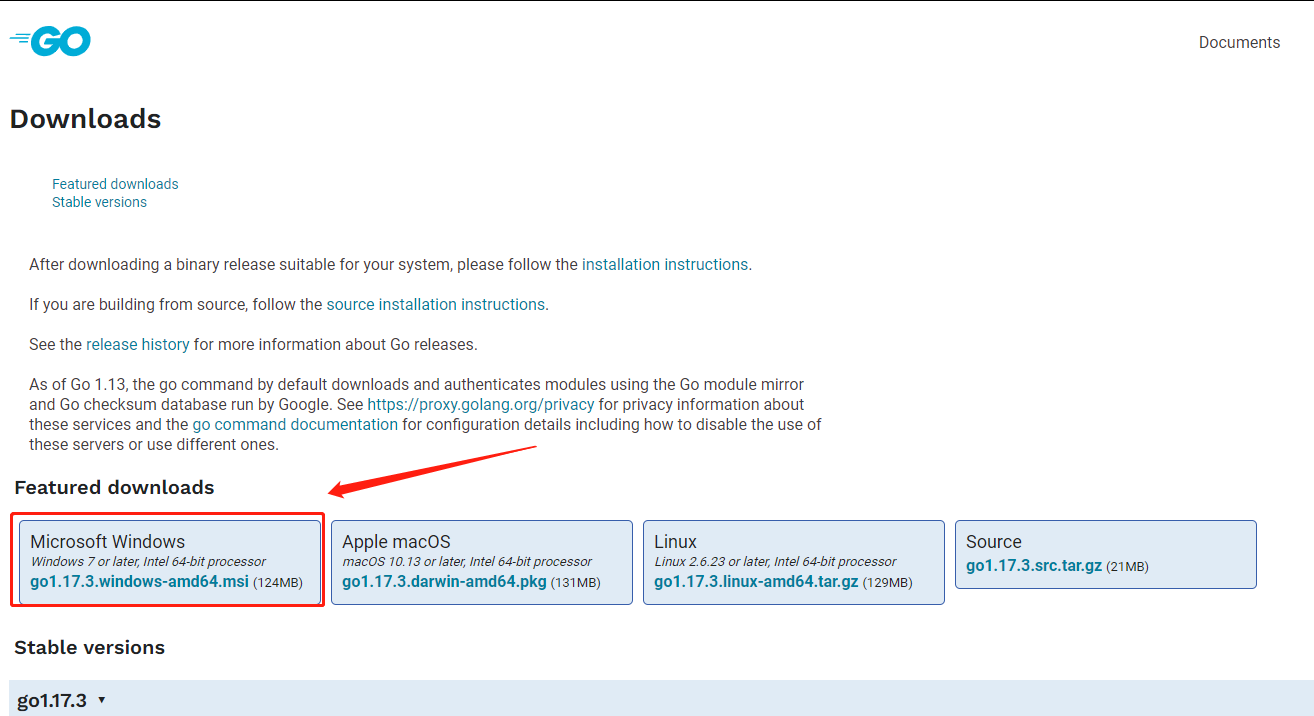 GO
Documents
Downloads
Featured downloads
Stable versions
After downloading a binary release suitable for your system, please follow the installation instructions.
If you are building from source, follow the source installation instructions.
See the release history for more information about Go releases.
As of Go 1.13, the go command by default downloads and authenticates modules using the Go module mirror
and Go checksum database run by Google. See https://proxy.golang.org/privacy for privacy information about
these services and the go command documentation for configuration details including how to disable the use of
these servers or use different ones.
Featured downloads
Microsoft Windows
Windows 7 or later, Intel 64-bit processor
go1.17.3.windows-amd64.msi (124MB)
Apple macOS
macOS 10.13 or later, Intel 64-bit processor
go1.17.3.darwin-amd64.pkg (131MB)
Linux
Linux 2.6.23 or later, Intel 64-bit processor
go1.17.3.linux-amd64.tar.gz (129MB)
Source
go1.17.3.src.tar.gz (21MB)
Stable versions
go1.17.3 ▾